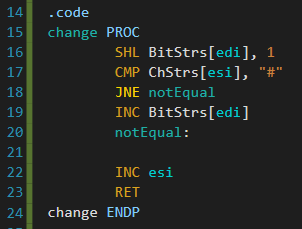 14 .code
15 change PROC
16 SHL BitStrs[edi], 1
17 CMP ChStrs[esi], "#"
18 JNE notEqual
19 INC BitStrs[edi]
20 notEqual:
21
22 INC esi
23 RET
24 change ENDP